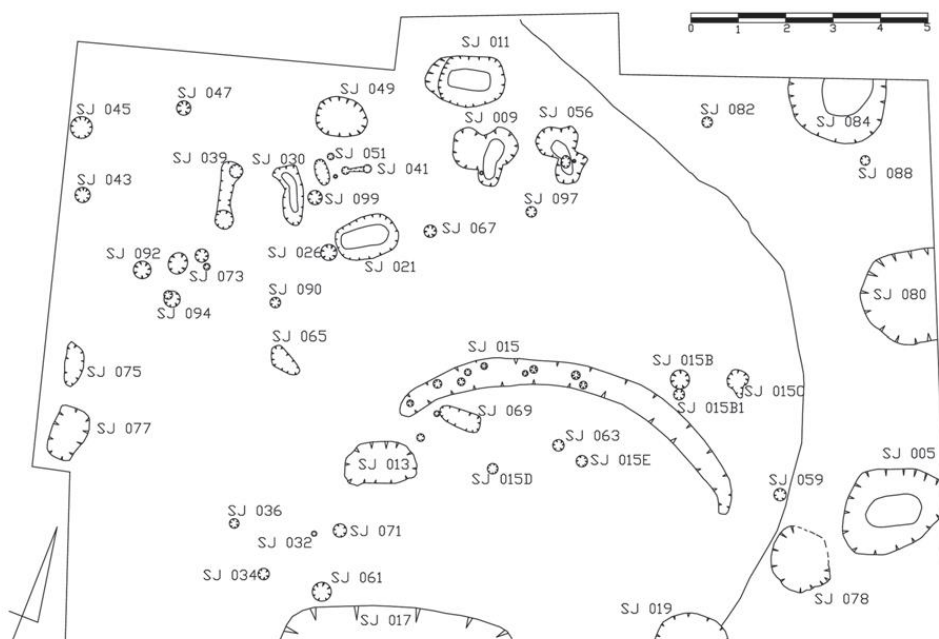 0 1 2 3 4 5
SJ 011
SJ 047
SJ 049
SJ 045
SJ 009
SJ 056
SJ 082
SJ 084
SJ 039
SJ 030
SJ 051
SJ 041
SJ 088
SJ 043
SJ 099
SJ 097
SJ 067
SJ 092
SJ 026
SJ 021
SJ 073
SJ 090
SJ 080
SJ 094
SJ 065
SJ 015
SJ 015B
SJ 075
SJ 015C
SJ 015B1
SJ 069
SJ 077
SJ 063
SJ 013
SJ 015E
SJ 005
SJ 015D
SJ 059
SJ 036
SJ 071
SJ 032
SJ 034
SJ 061
SJ 078
SJ 019
SJ 017